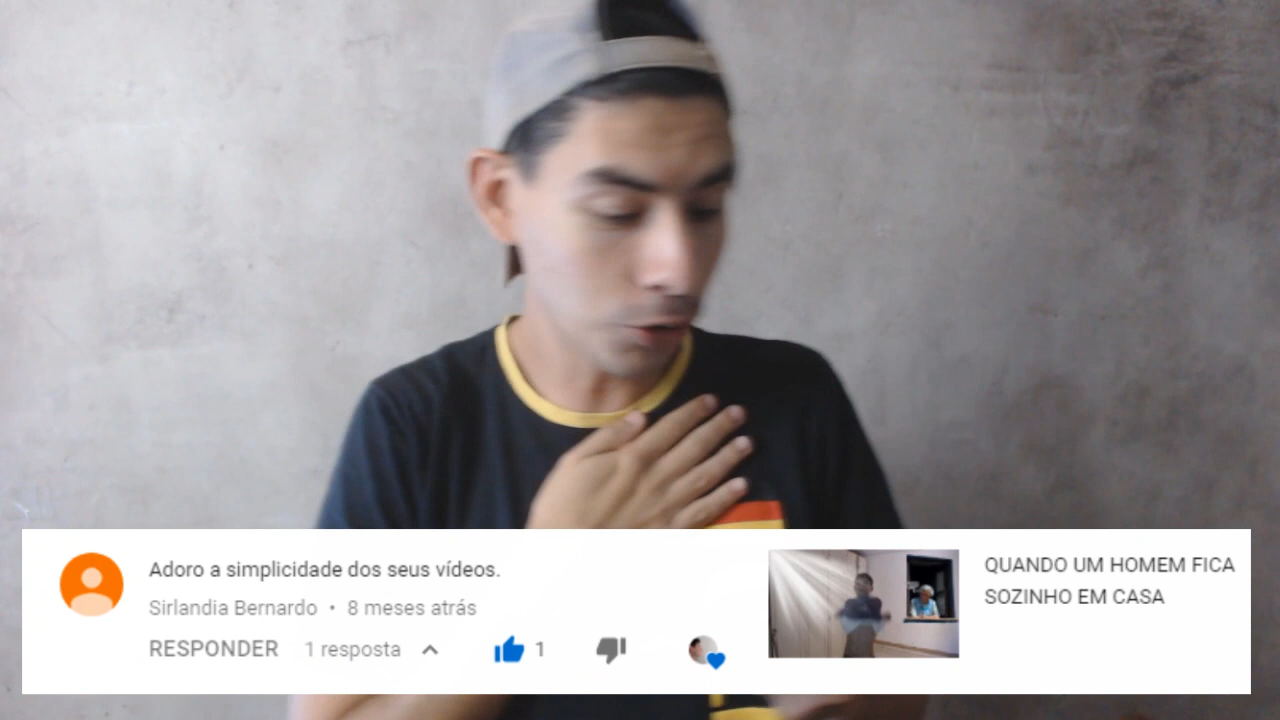 Adoro a simplicidade dos seus vídeos.
Sirlandia Bernardo • 8 meses atrás
RESPONDER 1 resposta 1
QUANDO UM HOMEM FICA
SOZINHO EM CASA